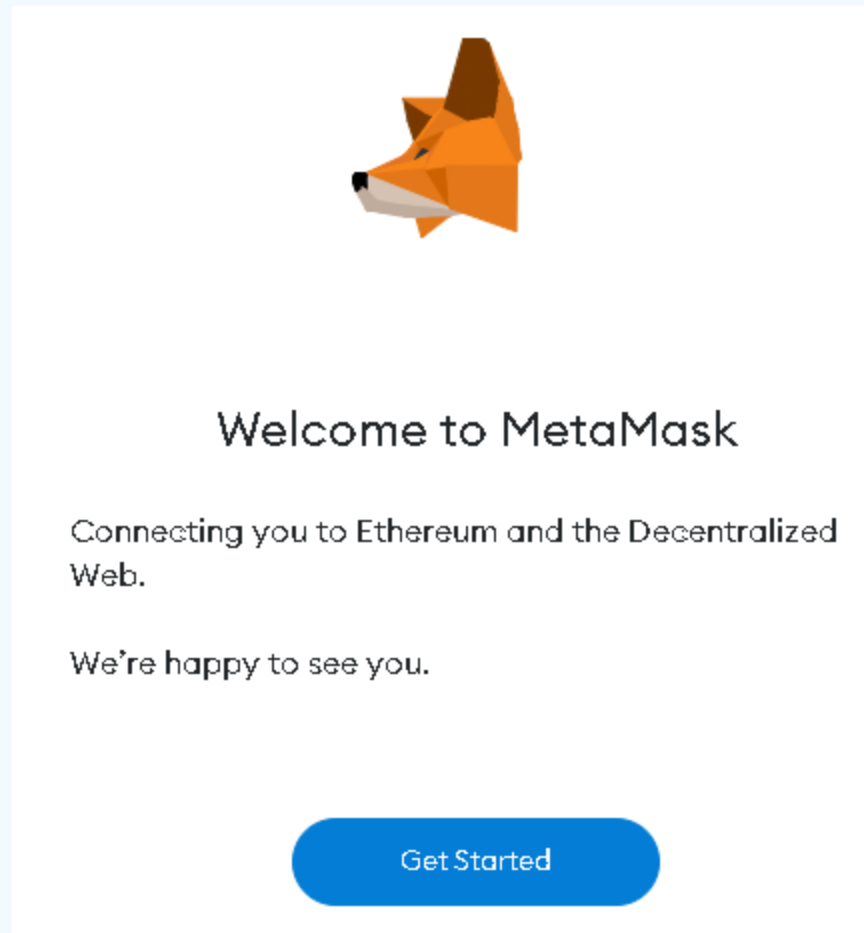 Welcome to MetaMask
Connecting you to Ethereum and the Decentralized
Web.
We’re happy to see you.
Get Started